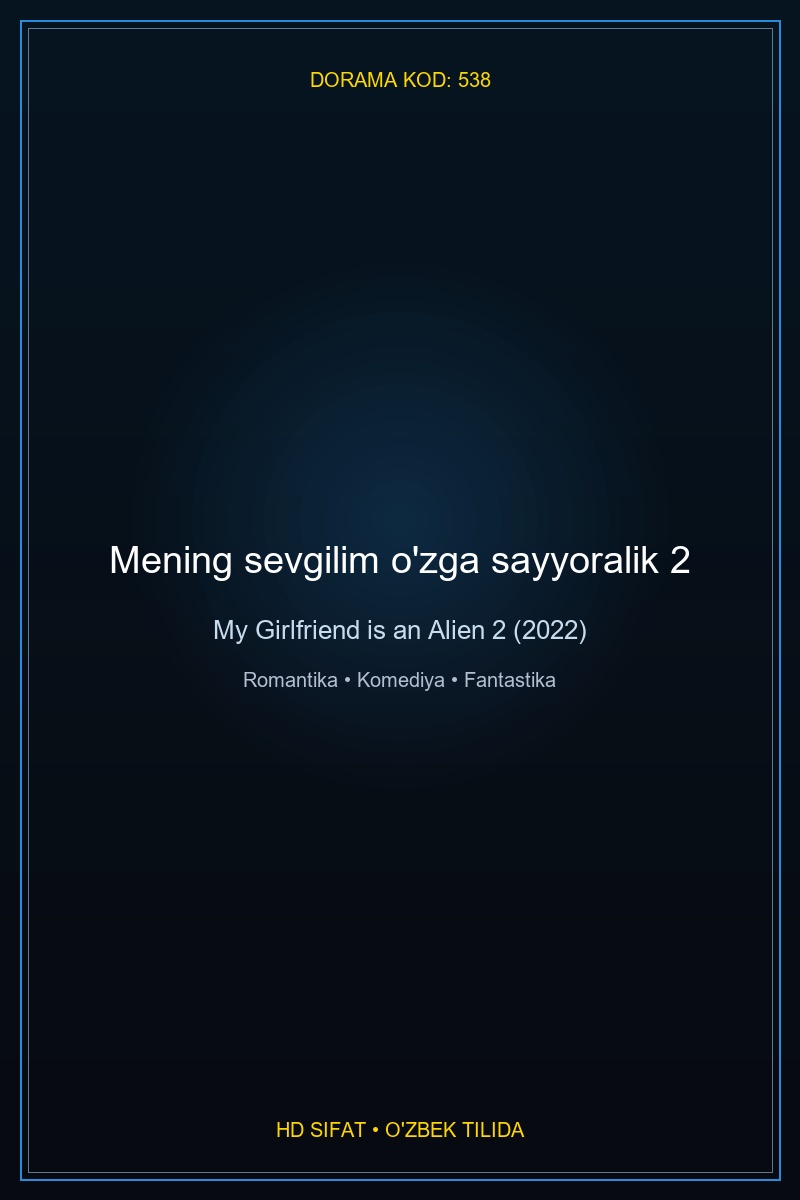 DORAMA KOD: 538
Mening sevgilim o'zga sayyoralik 2
My Girlfriend is an Alien 2 (2022)
Romantika • Komediya • Fantastika
HD SIFAT • O'ZBEK TILIDA